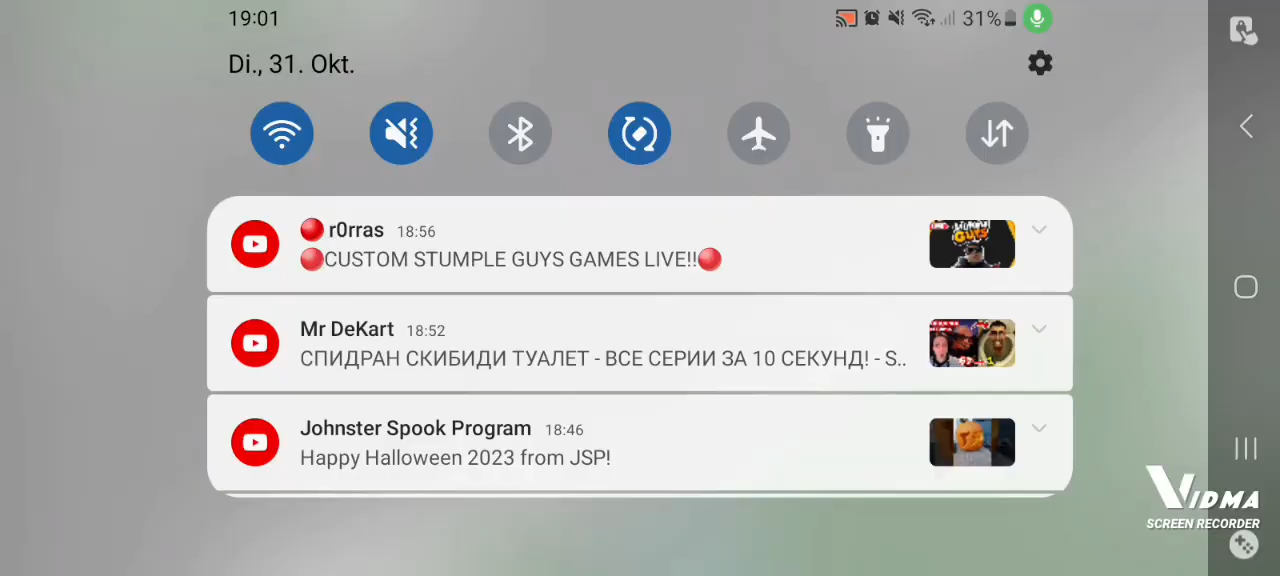 19:01
31%
Di., 31. Okt.
r0rras 18:56
CUSTOM STUMPLE GUYS GAMES LIVE!!
Mr DeKart 18:52
СПИДРАН СКИБИДИ ТУАЛЕТ - ВСЕ СЕРИИ ЗА 10 СЕКУНД! - S..
Johnster Spook Program 18:46
Happy Halloween 2023 from JSP!
VIDMA
SCREEN RECORDER